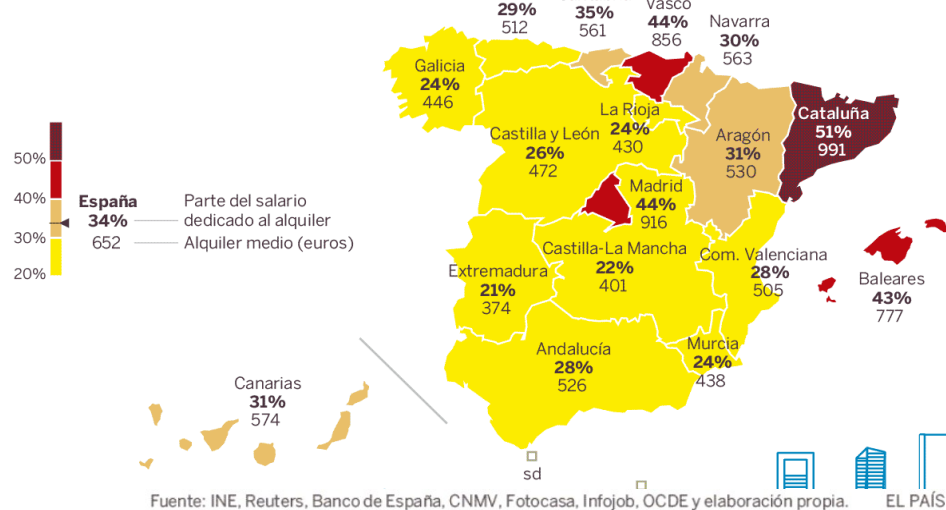 29%
512
35%
561
Vasco
44%
856
Navarra
30%
563
Galicia
24%
446
La Rioja
24%
430
Castilla y León
26%
472
Aragón
31%
530
Cataluña
51%
991
50%
40%
30%
20%
España
34%
652
Parte del salario
dedicado al alquiler
Alquiler medio (euros)
Madrid
44%
916
Castilla-La Mancha
22%
401
Com. Valenciana
28%
505
Extremadura
21%
374
Baleares
43%
777
Andalucía
28%
526
Murcia
24%
438
Canarias
31%
574
sd
Fuente: INE, Reuters, Banco de España, CNMV, Fotocasa, Infojob, OCDE y elaboración propia.
EL PAÍS